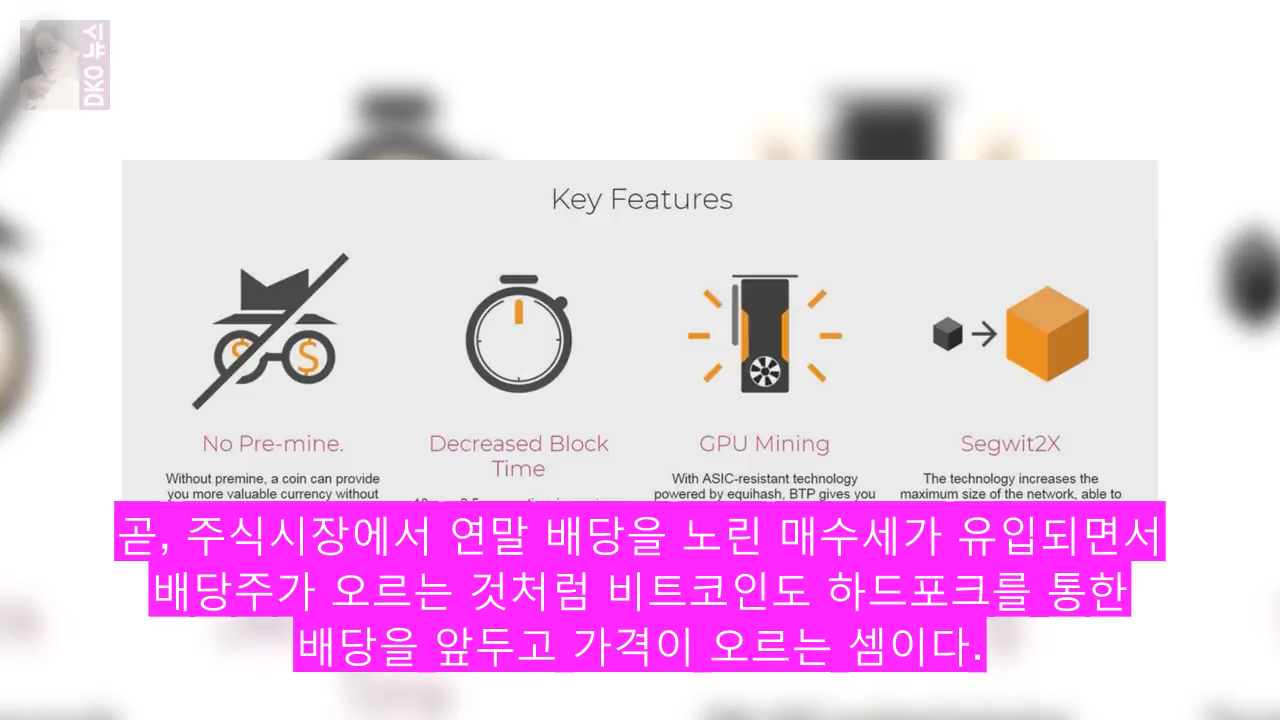 DKO 뉴스
Key Features
$ $
No Pre-mine.
Without premine, a coin can provide
you more valuable currency without
Decreased Block
Time
GPU Mining
With ASIC-resistant technology
powered by equihash, BTP gives you
Segwit2X
The technology increases the
maximum size of the network, able to
곧, 주식시장에서 연말 배당을 노린 매수세가 유입되면서
배당주가 오르는 것처럼 비트코인도 하드포크를 통한
배당을 앞두고 가격이 오르는 셈이다.